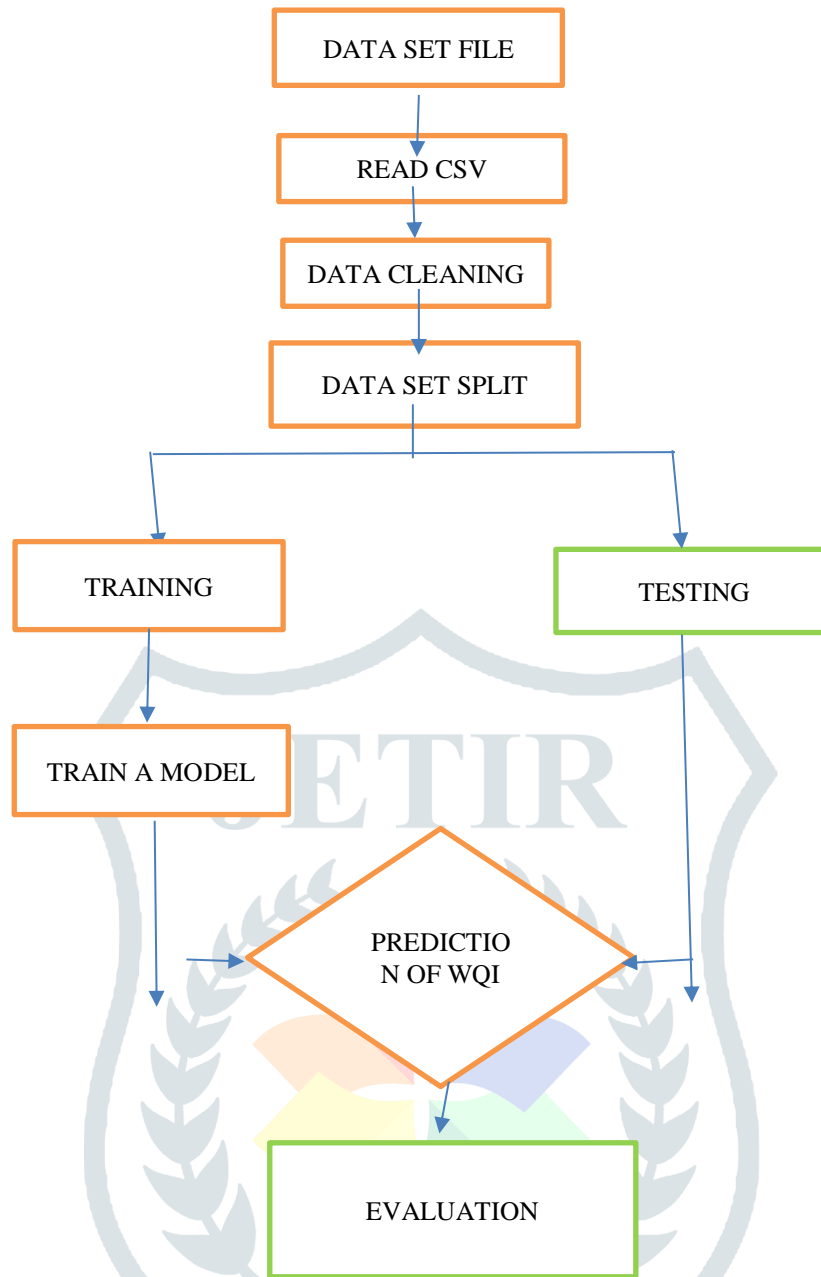 DATA SET FILE
READ CSV
DATA CLEANING
DATA SET SPLIT
TRAINING
TESTING
TRAIN A MODEL
JETIR
PREDICTIO
N OF WQI
EVALUATION